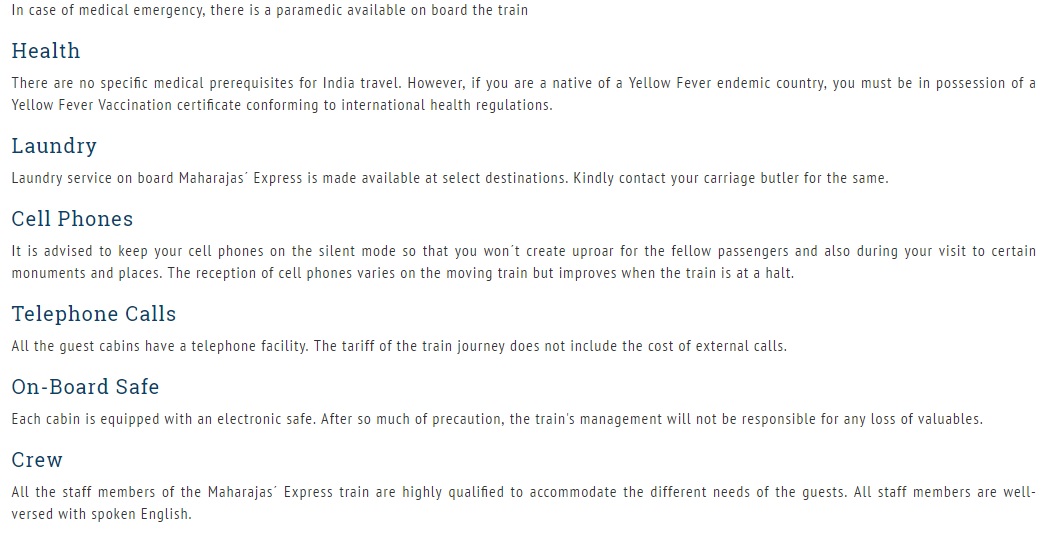 In case of medical emergency, there is a paramedic available on board the train
Health
There are no specific medical prerequisites for India travel. However, if you are a native of a Yellow Fever endemic country, you must be in possession of a
Yellow Fever Vaccination certificate conforming to international health regulations.
Laundry
Laundry service on board Maharajas´ Express is made available at select destinations. Kindly contact your carriage butler for the same.
Cell Phones
It is advised to keep your cell phones on the silent mode so that you won´t create uproar for the fellow passengers and also during your visit to certain
monuments and places. The reception of cell phones varies on the moving train but improves when the train is at a halt.
Telephone Calls
All the guest cabins have a telephone facility. The tariff of the train journey does not include the cost of external calls.
On-Board Safe
Each cabin is equipped with an electronic safe. After so much of precaution, the train's management will not be responsible for any loss of valuables.
Crew
All the staff members of the Maharajas´ Express train are highly qualified to accommodate the different needs of the guests. All staff members are well-
versed with spoken English.